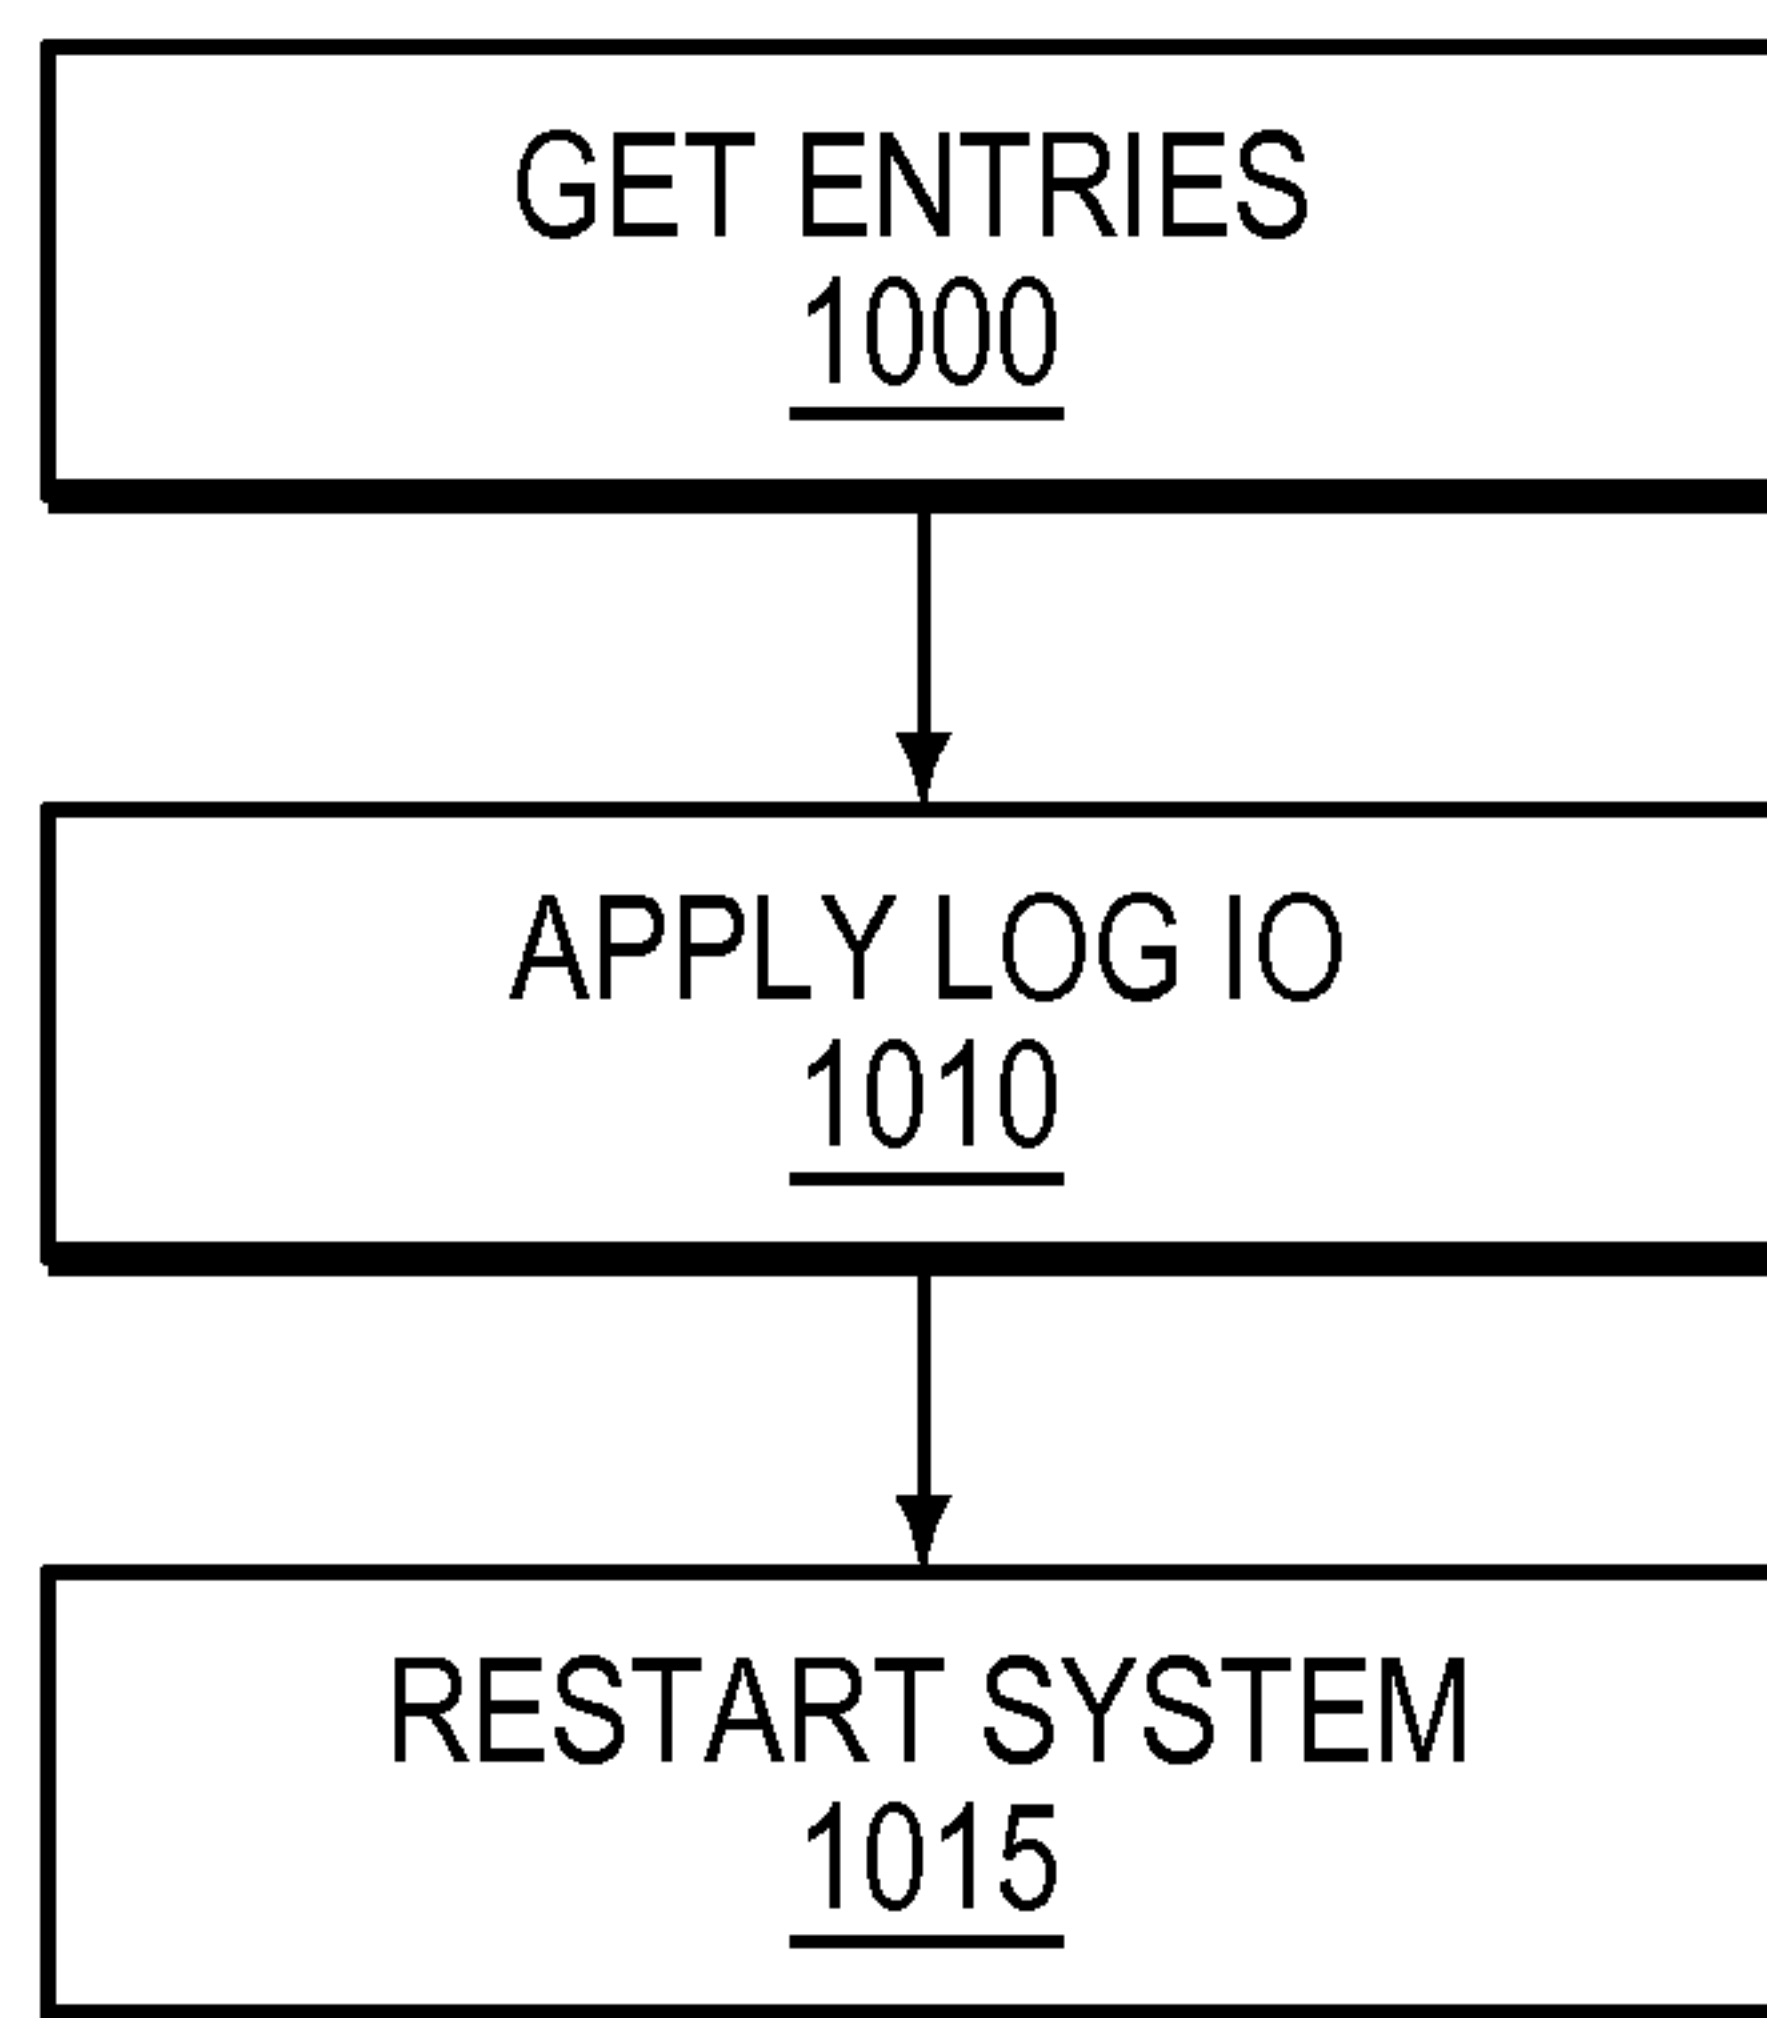 GET ENTRIES
1000
APPLY LOG IO
1010
RESTART SYSTEM
1015